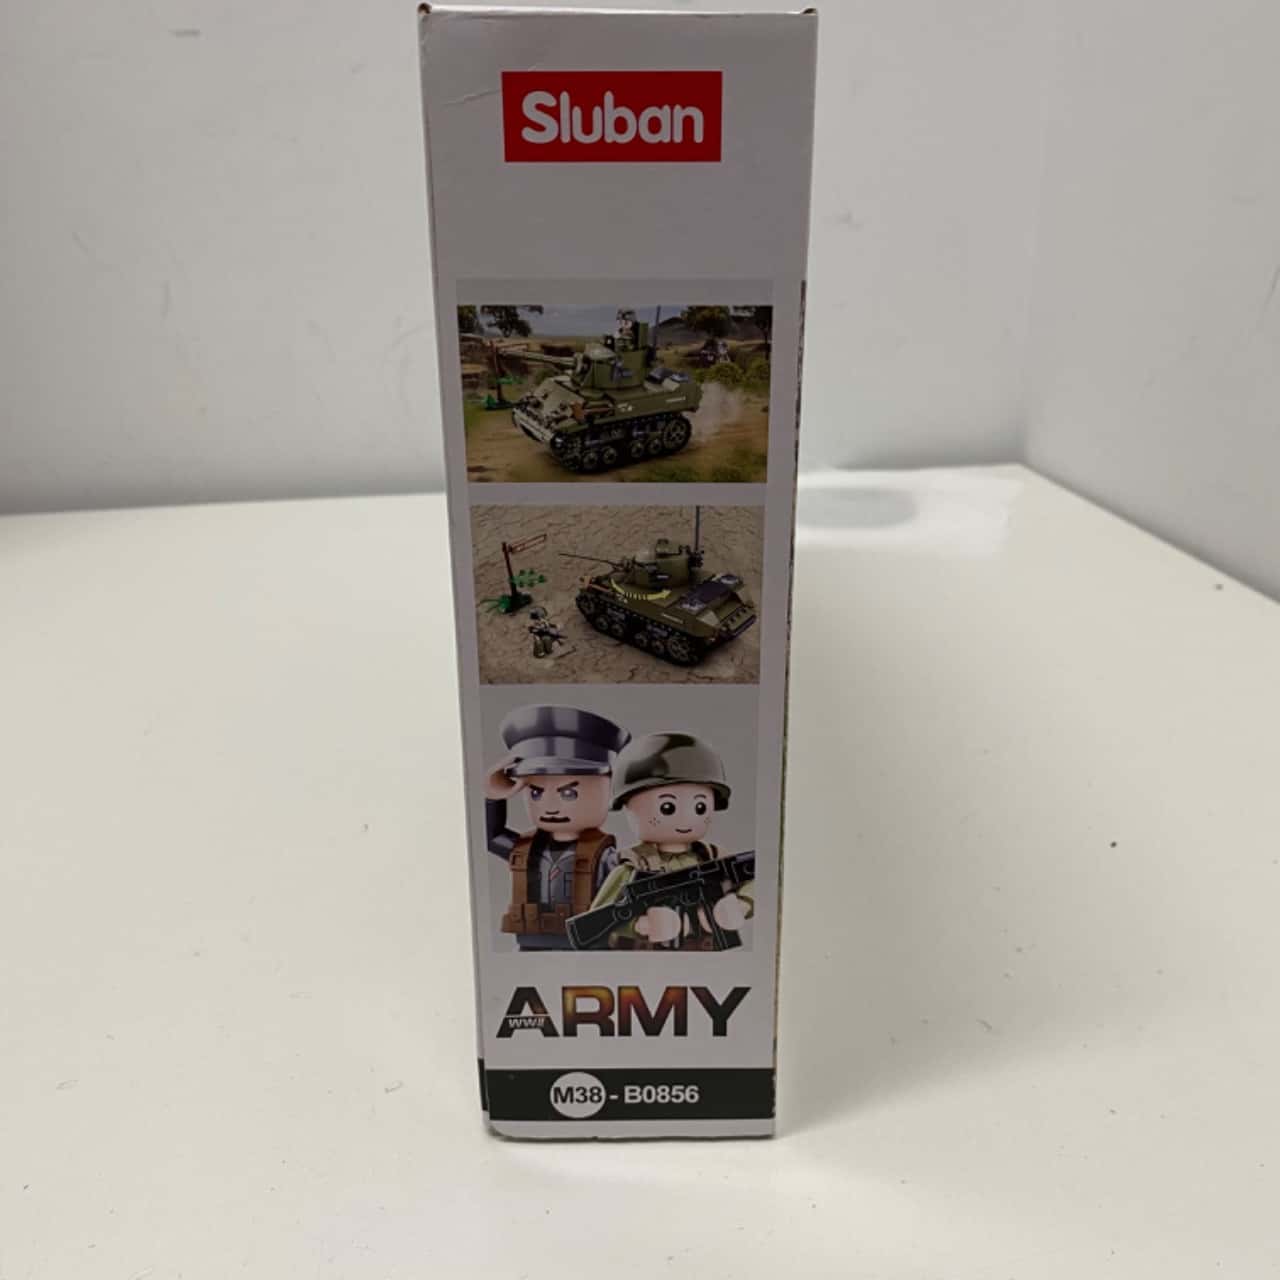 Sluban
WWII
ARMY
M38 - B0856